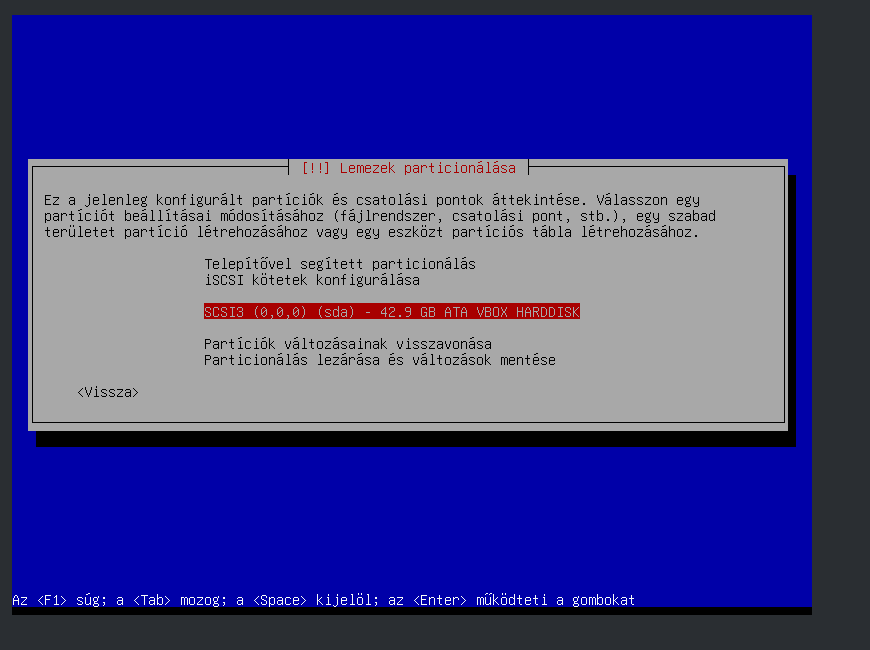 [!!] Lemezek particionálása
Ez a jelenleg konfigurált partíciók és csatolási pontok áttekintése. Válasszon egy
partíciót beállításai módosításához (fájlrendszer, csatolási pont, stb.), egy szabad
területet partíció létrehozásához vagy egy eszközt partíciós tábla létrehozásához.
Telepítővel segített particionálás
iSCSI kötetek konfigurálása
SCSI3 (0,0,0) (sda) - 42.9 GB ATA VBOX HARDDISK
Partíciók változásainak visszavonása
Particionálás lezárása és változások mentése
<Vissza>
Az <F1> súg; a <Tab> mozog; a <Space> kijelöl; az <Enter> működteti a gombokat